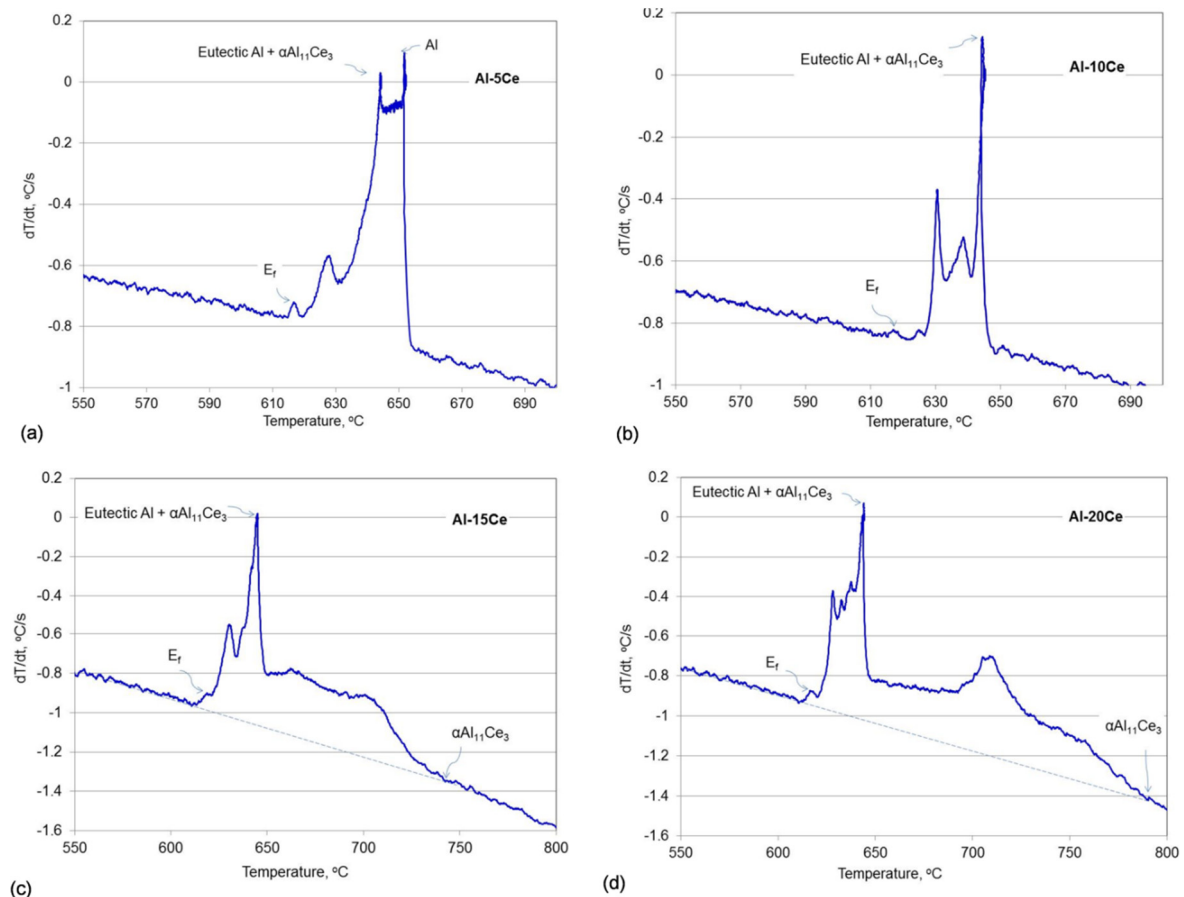 0.2
0
-0.2
-0.4
-0.6
-0.8
-1
dT/dt, ºC/s
Eutectic Al + αAl₁₁Ce₃
Al
Al-5Ce
Ef
550 570 590 610 630 650 670 690
Temperature, ºC
(a)
0.2
0
-0.2
-0.4
-0.6
-0.8
-1
dT/dt, ºC/s
Eutectic Al + αAl₁₁Ce₃
Al-10Ce
Ef
550 570 590 610 630 650 670 690
Temperature, ºC
(b)
0.2
0
-0.2
-0.4
-0.6
-0.8
-1
-1.2
-1.4
-1.6
dT/dt, ºC/s
Eutectic Al + αAl₁₁Ce₃
Al-15Ce
Ef
αAl₁₁Ce₃
550 600 650 700 750 800
Temperature, ºC
(c)
0.2
0
-0.2
-0.4
-0.6
-0.8
-1
-1.2
-1.4
-1.6
dT/dt, ºC/s
Eutectic Al + αAl₁₁Ce₃
Al-20Ce
Ef
αAl₁₁Ce₃
550 600 650 700 750 800
Temperature, ºC
(d)